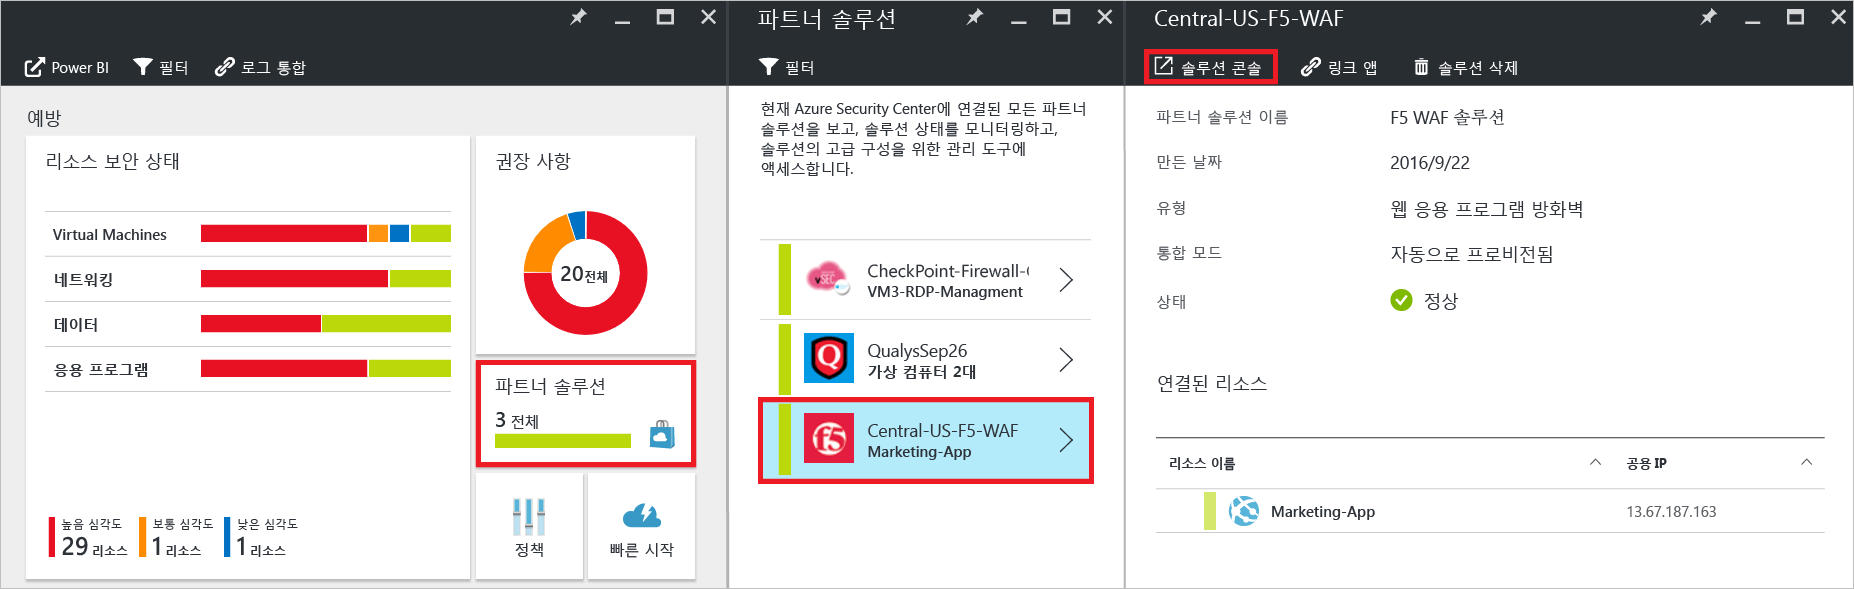 Power BI
필터
로그 통합
예방
리소스 보안 상태
Virtual Machines
네트워킹
데이터
응용 프로그램
높음 심각도
29 리소스
보통 심각도
1 리소스
낮은 심각도
1 리소스
권장 사항
20전체
파트너 솔루션
3 전체
정책
빠른 시작
파트너 솔루션
필터
현재 Azure Security Center에 연결된 모든 파트너
솔루션을 보고, 솔루션 상태를 모니터링하고,
솔루션의 고급 구성을 위한 관리 도구에
액세스합니다.
vSEC
CheckPoint-Firewall-
VM3-RDP-Managment
Q
QualysSep26
가상 컴퓨터 2대
f5
Central-US-F5-WAF
Marketing-App
Central-US-F5-WAF
솔루션 콘솔
링크 앱
솔루션 삭제
파트너 솔루션 이름
F5 WAF 솔루션
만든 날짜
2016/9/22
유형
웹 응용 프로그램 방화벽
통합 모드
자동으로 프로비전됨
상태
정상
연결된 리소스
리소스 이름
공용 IP
Marketing-App
13.67.187.163